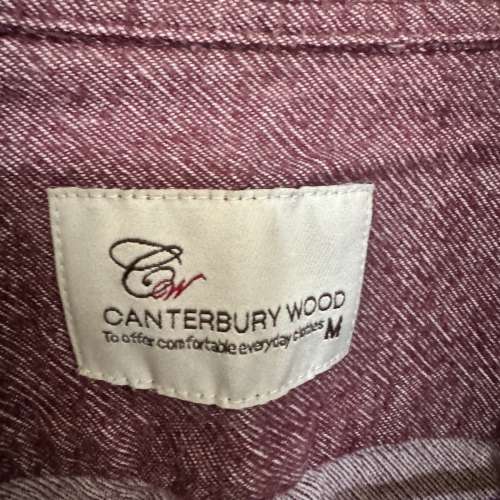 Cw
CANTERBURY WOOD
To offer comfortable everyday clothes M